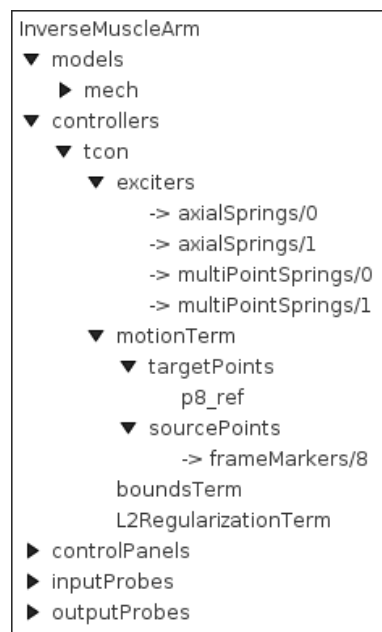 InverseMuscleArm
models
mech
controllers
tcon
exciters
-> axialSprings/0
-> axialSprings/1
-> multiPointSprings/0
-> multiPointSprings/1
motionTerm
targetPoints
p8_ref
sourcePoints
-> frameMarkers/8
boundsTerm
L2RegularizationTerm
controlPanels
inputProbes
outputProbes